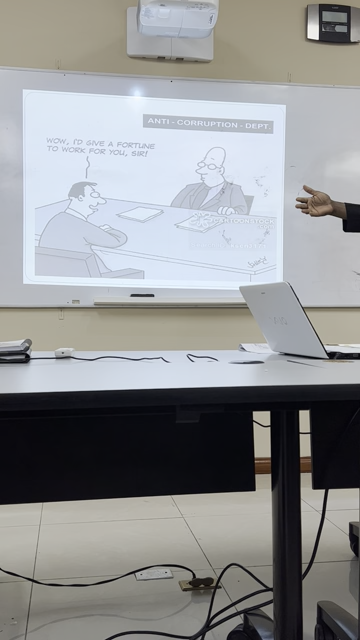 ANTI - CORRUPTION - DEPT.
WOW, I'D GIVE A FORTUNE
TO WORK FOR YOU, SIR!